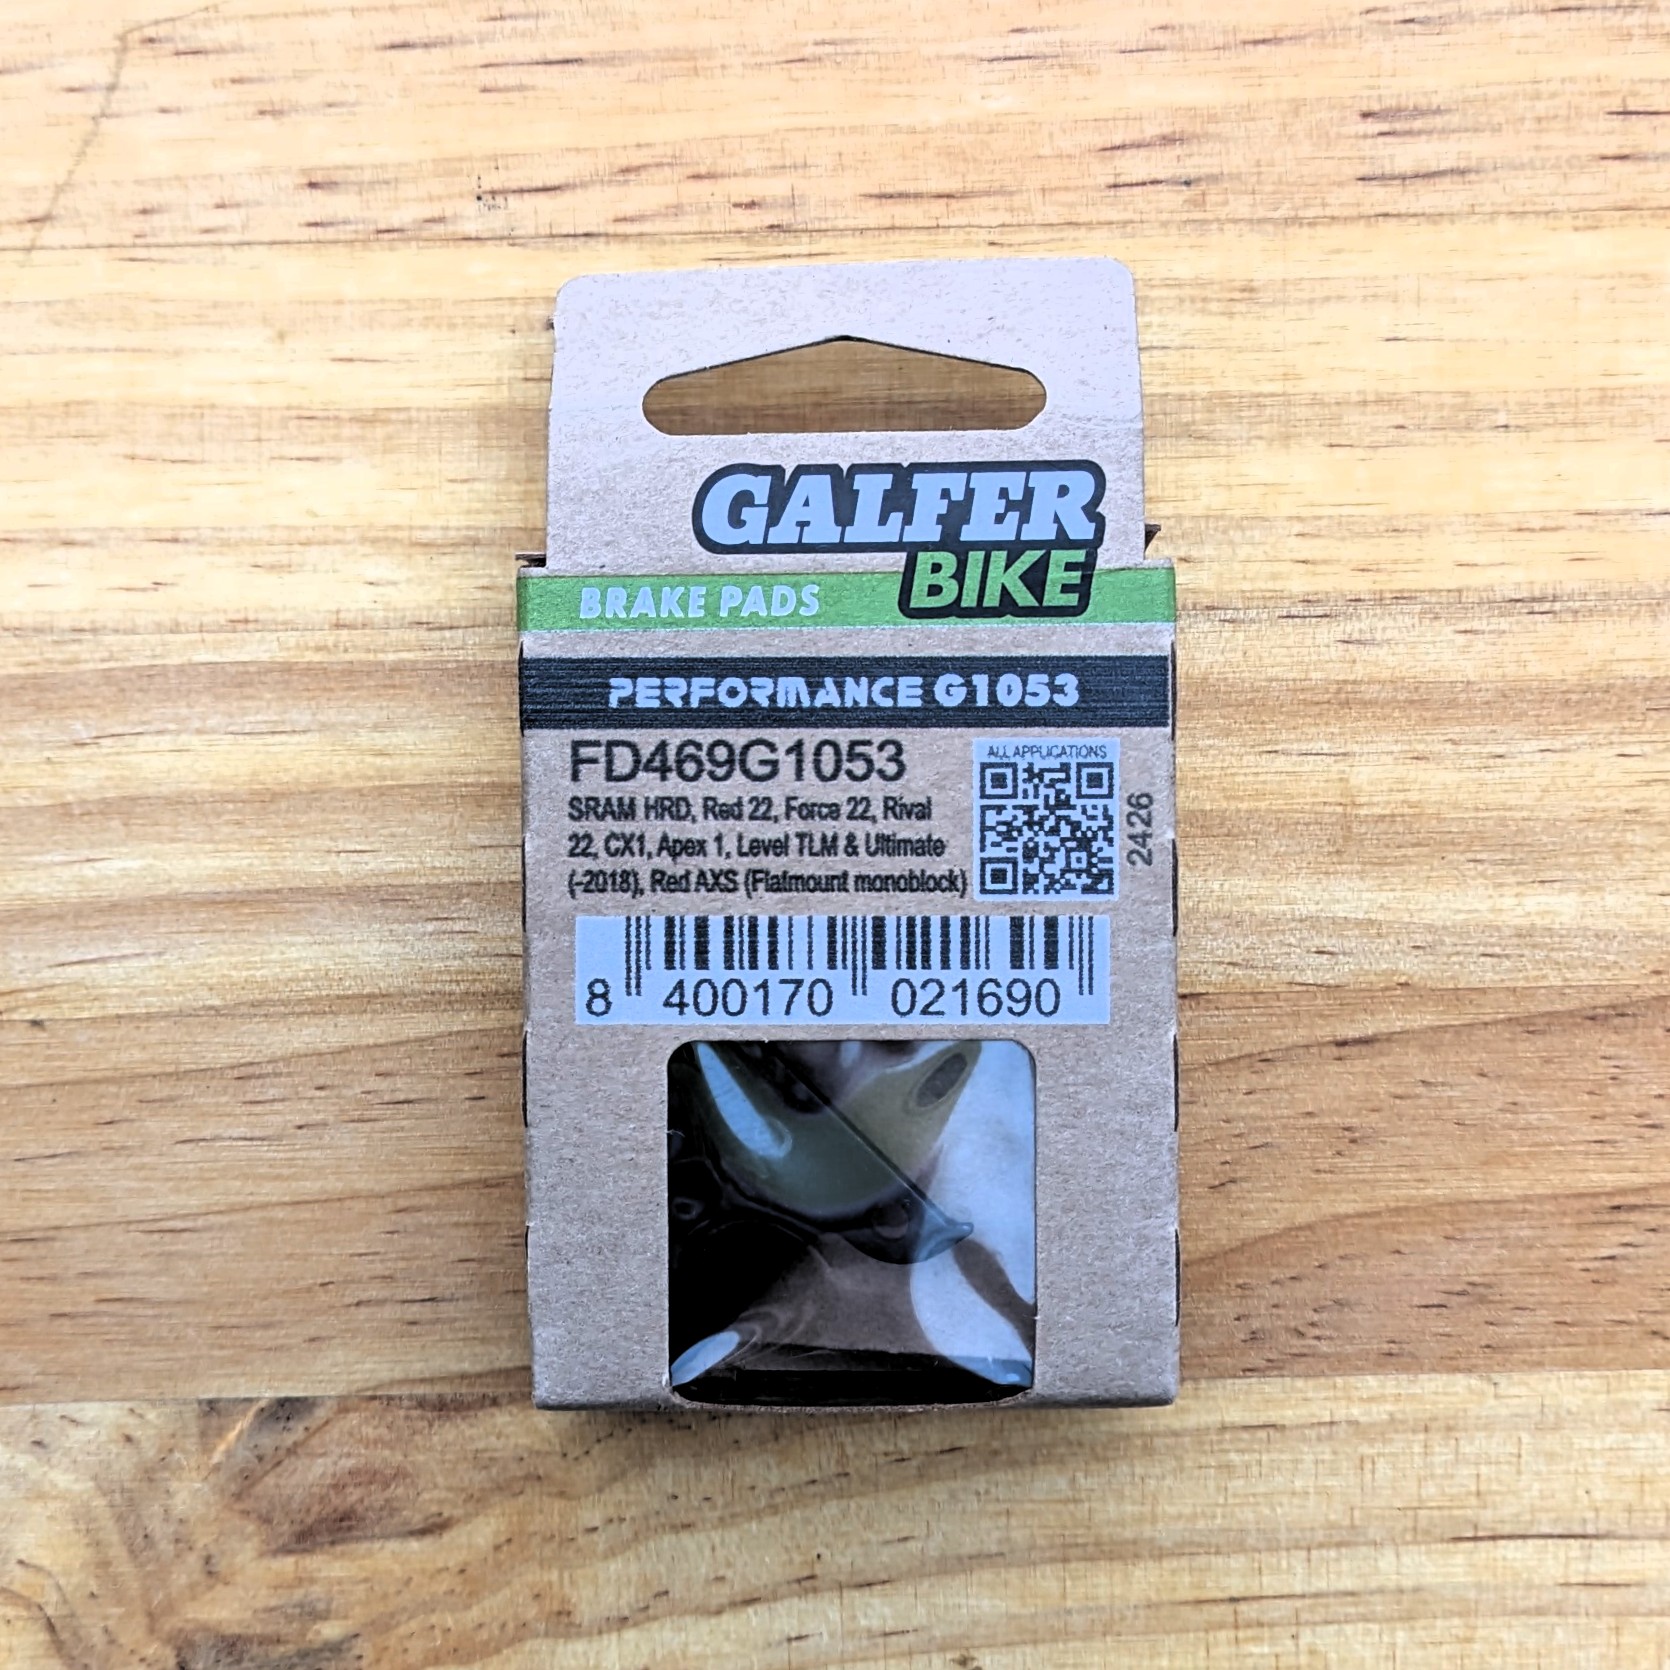 GALFER
BIKE
BRAKE PADS
PERFORMANCE G1053
FD469G1053
SRAM HRD, Red 22, Force 22, Rival
22, CX1, Apex 1, Level TLM & Ultimate
(-2018), Red AXS (Flatmount monoblock)
ALL APPLICATIONS
2426
8 400170 021690